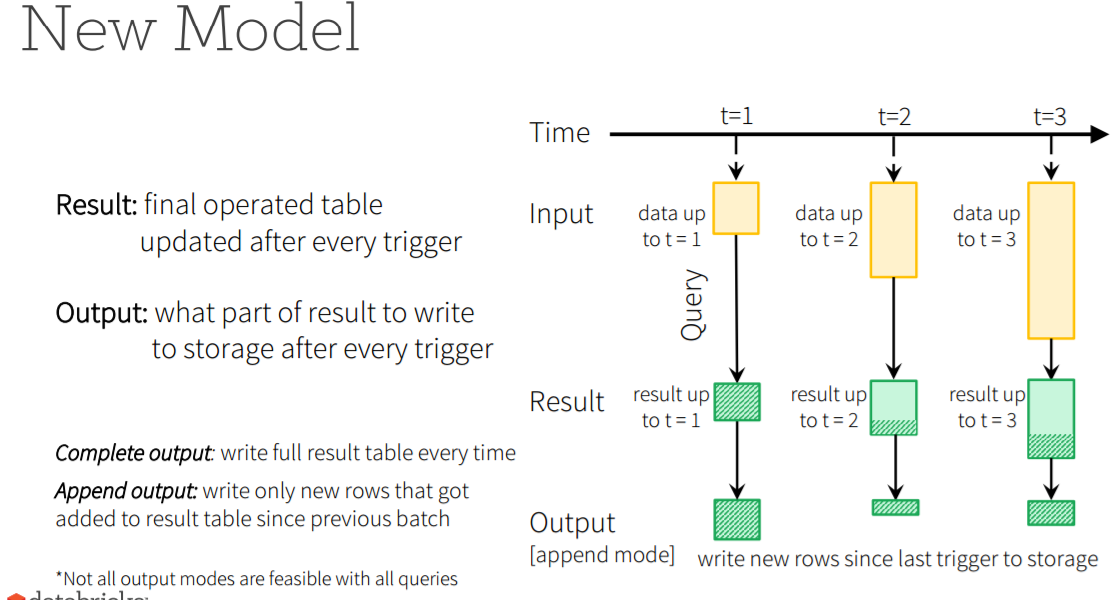 New Model
Result: final operated table
updated after every trigger
Output: what part of result to write
to storage after every trigger
Complete output: write full result table every time
Append output: write only new rows that got
added to result table since previous batch
*Not all output modes are feasible with all queries
databricks
Time
t=1
t=2
t=3
Input
data up
to t = 1
data up
to t = 2
data up
to t = 3
Query
Result
result up
to t = 1
result up
to t = 2
result up
to t = 3
Output
[append mode]
write new rows since last trigger to storage